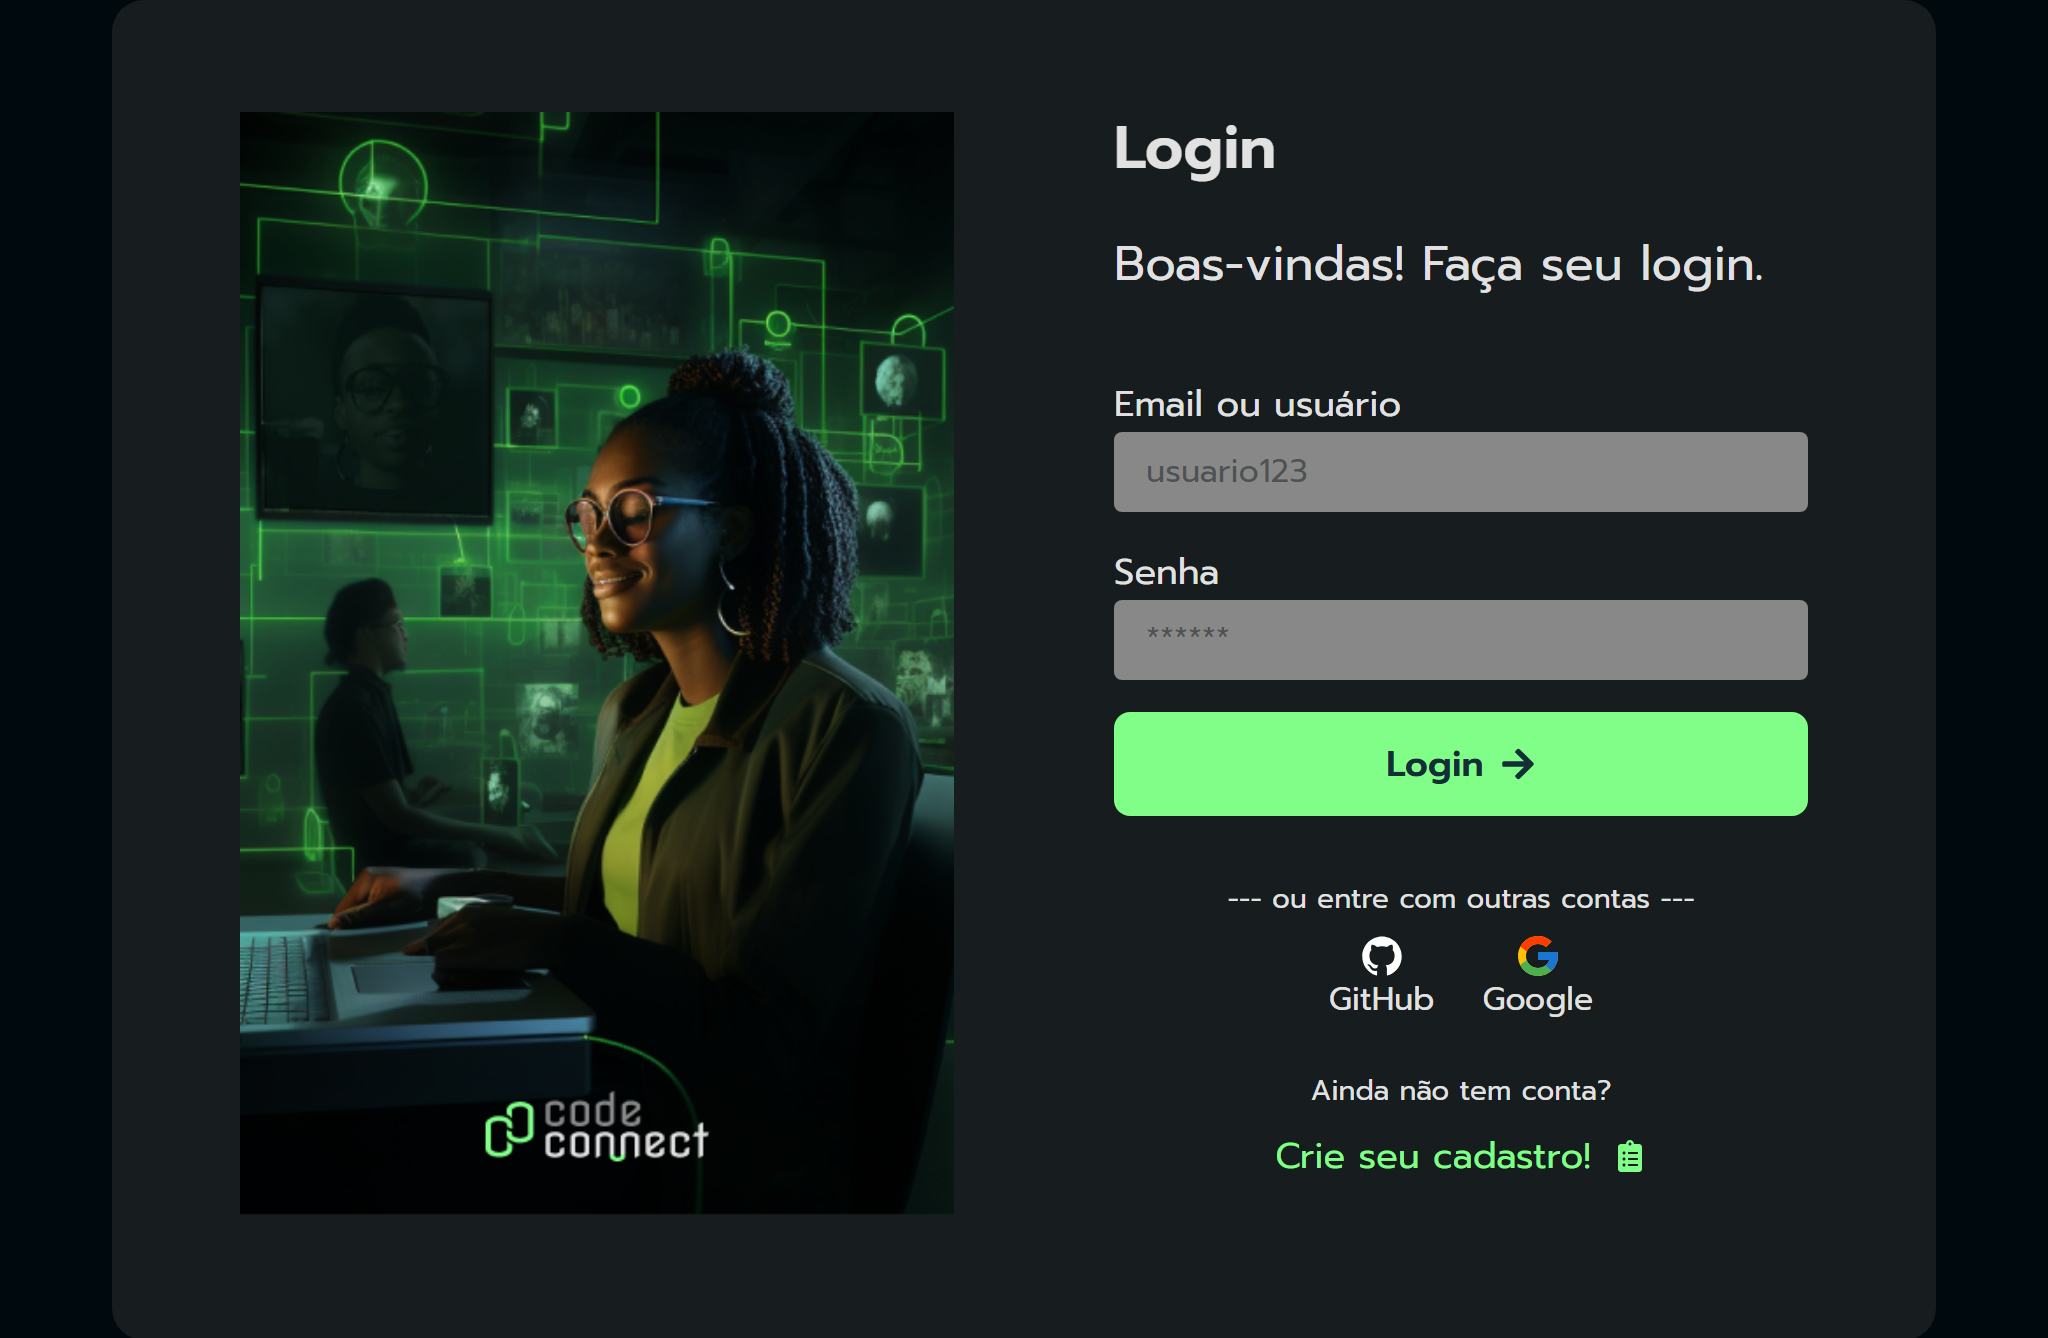 Login
Boas-vindas! Faça seu login.
Email ou usuário
usuario123
Senha
******
Login
--- ou entre com outras contas ---
GitHub
Google
Ainda não tem conta?
Crie seu cadastro!
code
connect